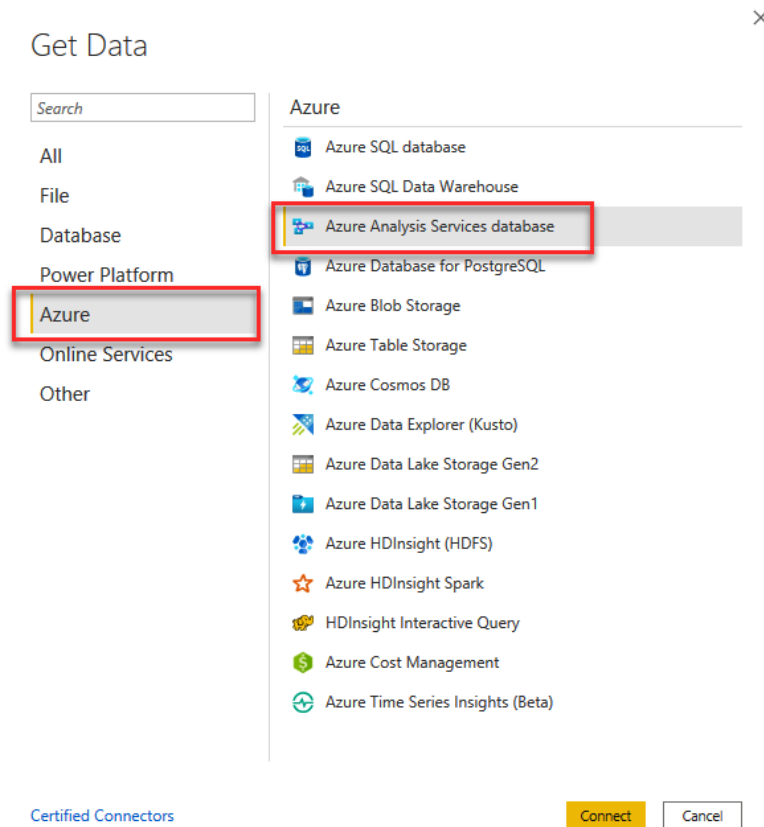 Get Data
Search
All
File
Database
Power Platform
Azure
Online Services
Other
Azure
SQL
Azure SQL database
Azure SQL Data Warehouse
Azure Analysis Services database
Azure Database for PostgreSQL
Azure Blob Storage
Azure Table Storage
Azure Cosmos DB
Azure Data Explorer (Kusto)
Azure Data Lake Storage Gen2
Azure Data Lake Storage Gen1
Azure HDInsight (HDFS)
Azure HDInsight Spark
HDInsight Interactive Query
$
Azure Cost Management
Azure Time Series Insights (Beta)
Certified Connectors
Connect
Cancel